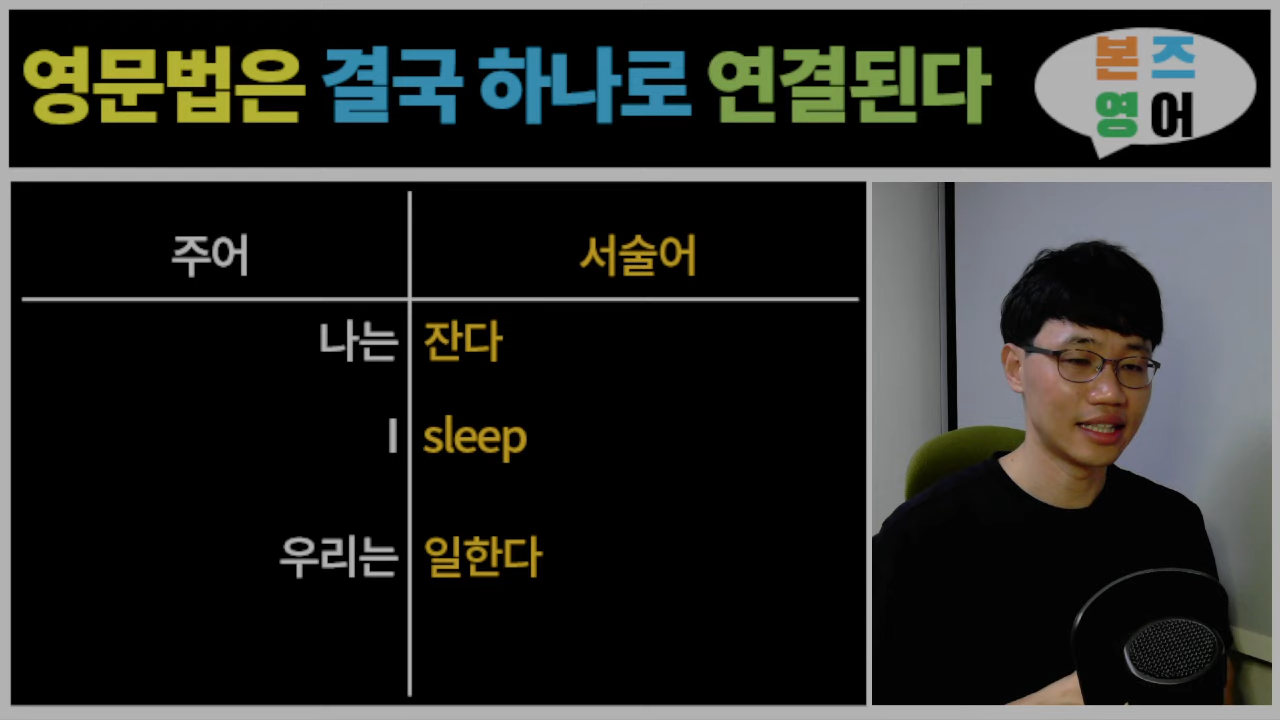 영문법은 결국 하나로 연결된다
본즈
영어
주어 서술어
나는 잔다
I sleep
우리는 일한다